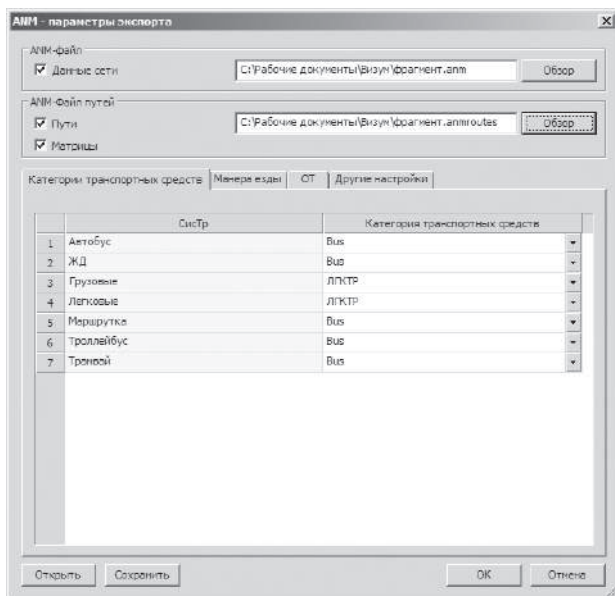 ANM - параметры экспорта
ANM-файл
Данные сети C:\Рабочие документы\Визум\фрагмент.anm Обзор
ANM-Файл путей
Пути C:\Рабочие документы\Визум\фрагмент.anmroutes Обзор
Матрицы
Категории транспортных средств Манера езды ОТ Другие настройки
СисТр Категория транспортных средств
1 Автобус Bus
2 ЖД Bus
3 Грузовые ЛГКТР
4 Легковые ЛГКТР
5 Маршрутка Bus
6 Троллейбус Bus
7 Трамвай Bus
Открыть Сохранить OK Отмена